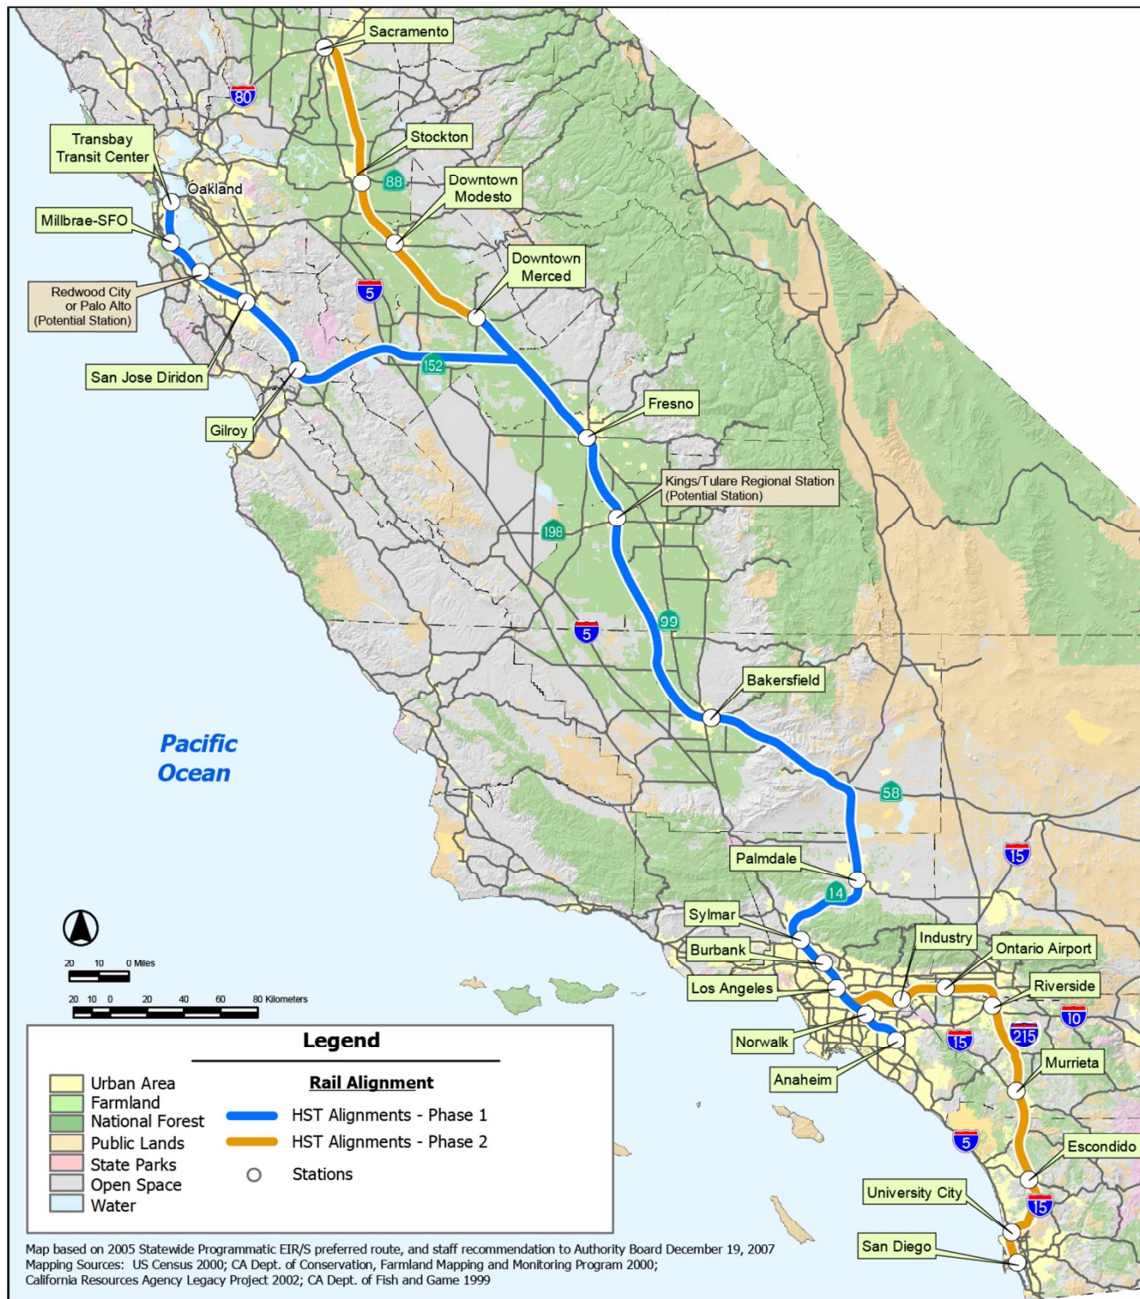 Sacramento
80
Transbay
Transit Center
Stockton
Oakland
88
Downtown
Modesto
Millbrae-SFO
Downtown
Merced
Redwood City
or Palo Alto
(Potential Station)
5
152
San Jose Diridon
Gilroy
Fresno
Kings/Tulare Regional Station
(Potential Station)
198
99
5
Bakersfield
Pacific
Ocean
58
15
Palmdale
14
Sylmar
Industry
Ontario Airport
Burbank
Los Angeles
Riverside
10
Norwalk
15
215
Anaheim
Murrieta
5
Escondido
University City
15
San Diego
20 10 0 Miles
20 10 0 20 40 60 80 Kilometers
Legend
Rail Alignment
Urban Area
Farmland
National Forest
Public Lands
State Parks
Open Space
Water
HST Alignments - Phase 1
HST Alignments - Phase 2
Stations
Map based on 2005 Statewide Programmatic EIR/S preferred route, and staff recommendation to Authority Board December 19, 2007
Mapping Sources: US Census 2000; CA Dept. of Conservation, Farmland Mapping and Monitoring Program 2000;
California Resources Agency Legacy Project 2002; CA Dept. of Fish and Game 1999